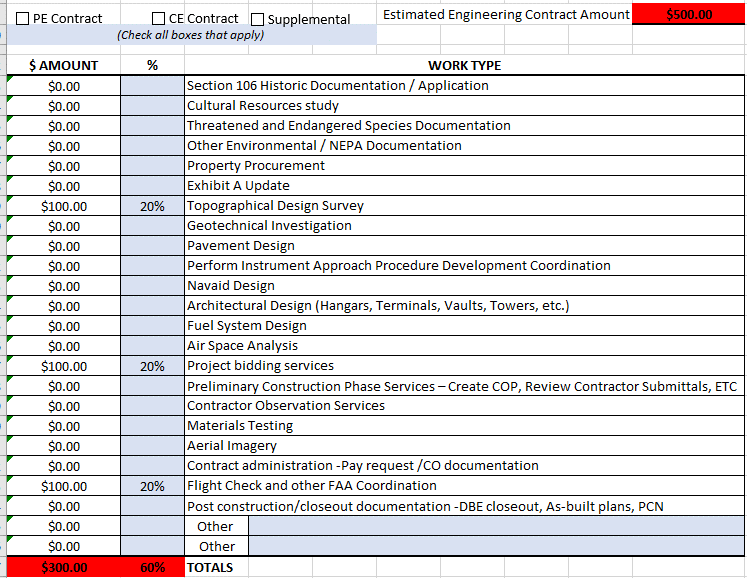 PE Contract CE Contract Supplemental Estimated Engineering Contract Amount $500.00
(Check all boxes that apply)
$ AMOUNT % WORK TYPE
$0.00 Section 106 Historic Documentation / Application
$0.00 Cultural Resources study
$0.00 Threatened and Endangered Species Documentation
$0.00 Other Environmental / NEPA Documentation
$0.00 Property Procurement
$0.00 Exhibit A Update
$100.00 20% Topographical Design Survey
$0.00 Geotechnical Investigation
$0.00 Pavement Design
$0.00 Perform Instrument Approach Procedure Development Coordination
$0.00 Navaid Design
$0.00 Architectural Design (Hangars, Terminals, Vaults, Towers, etc.)
$0.00 Fuel System Design
$0.00 Air Space Analysis
$100.00 20% Project bidding services
$0.00 Preliminary Construction Phase Services – Create COP, Review Contractor Submittals, ETC
$0.00 Contractor Observation Services
$0.00 Materials Testing
$0.00 Aerial Imagery
$0.00 Contract administration -Pay request /CO documentation
$100.00 20% Flight Check and other FAA Coordination
$0.00 Post construction/closeout documentation -DBE closeout, As-built plans, PCN
$0.00 Other
$0.00 Other
$300.00 60% TOTALS